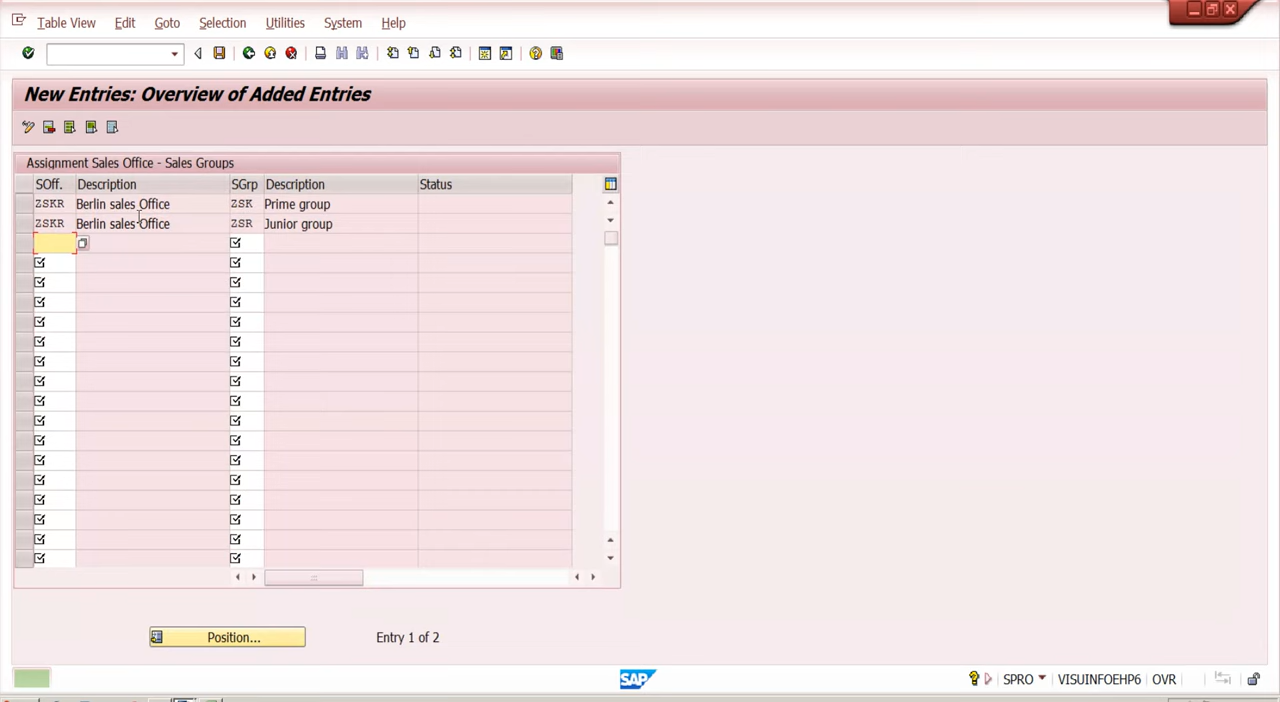 Table View Edit Goto Selection Utilities System Help
New Entries: Overview of Added Entries
Assignment Sales Office - Sales Groups
SOff. Description SGrp Description Status
ZSKR Berlin sales Office ZSK Prime group
ZSKR Berlin sales Office ZSR Junior group
Position... Entry 1 of 2
SAP SPRO VISUINFOEHP6 OVR